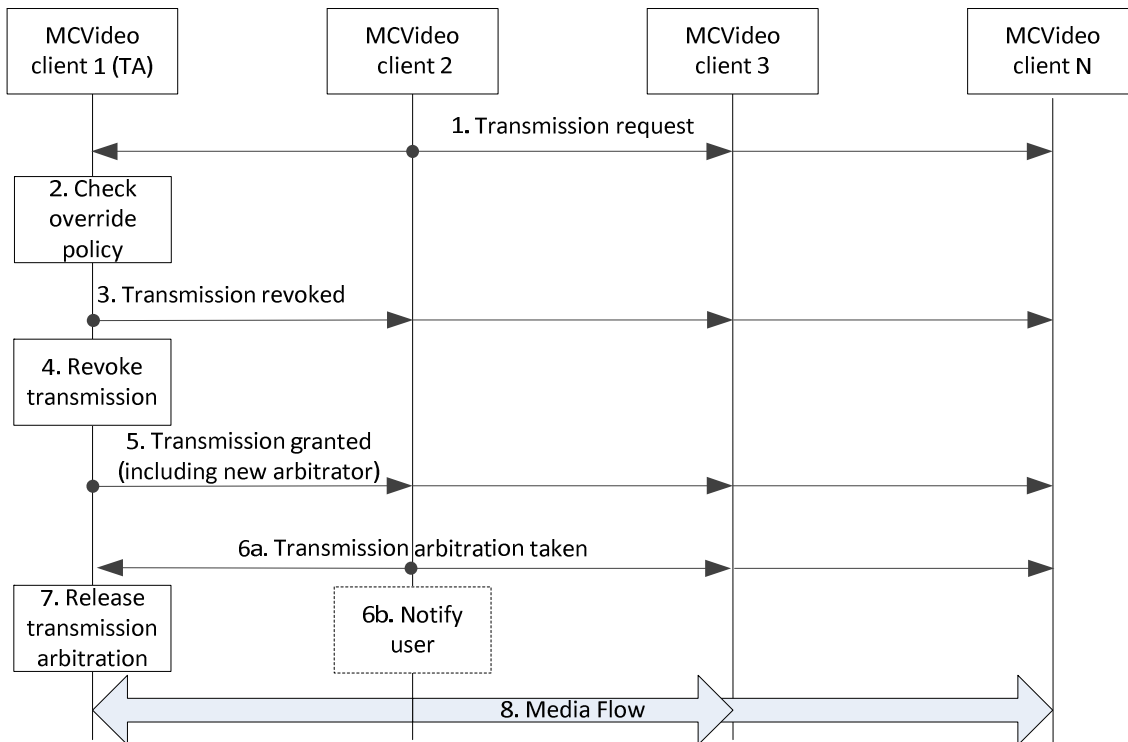 MCVideo
client 1 (TA)
MCVideo
client 2
MCVideo
client 3
MCVideo
client N
1. Transmission request
2. Check
override
policy
3. Transmission revoked
4. Revoke
transmission
5. Transmission granted
(including new arbitrator)
6a. Transmission arbitration taken
7. Release
transmission
arbitration
6b. Notify
user
8. Media Flow